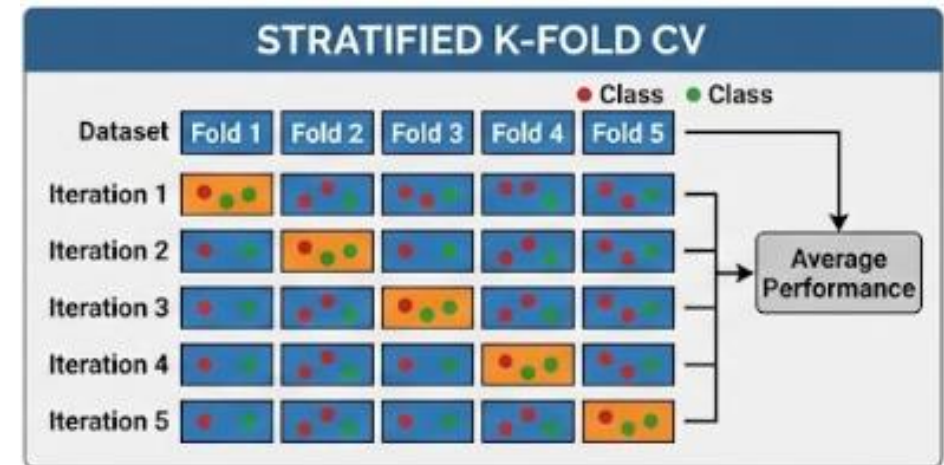 STRATIFIED K-FOLD CV
Class Class
Dataset Fold 1 Fold 2 Fold 3 Fold 4 Fold 5
Iteration 1
Iteration 2
Iteration 3
Iteration 4
Iteration 5
Average
Performance